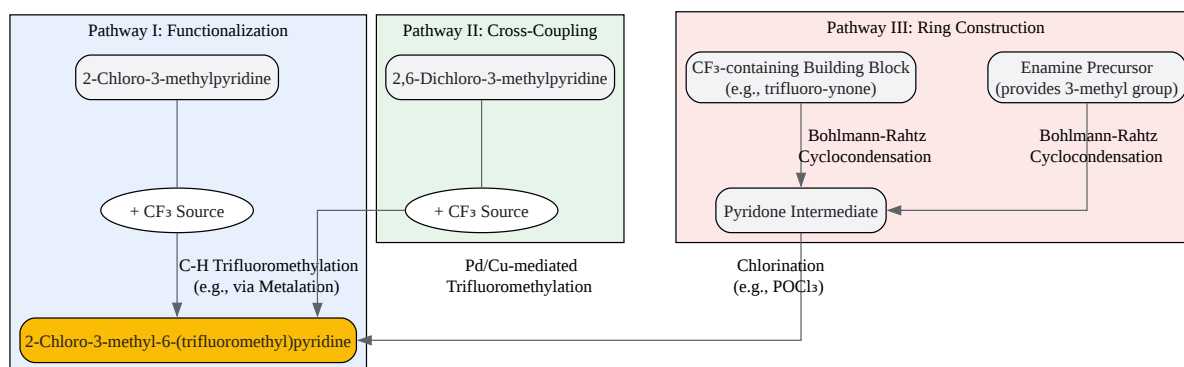 Pathway I: Functionalization
2-Chloro-3-methylpyridine
+ CF₃ Source
C-H Trifluoromethylation
(e.g., via Metalation)
2-Chloro-3-methyl-6-(trifluoromethyl)pyridine
Pathway II: Cross-Coupling
2,6-Dichloro-3-methylpyridine
+ CF₃ Source
Pd/Cu-mediated
Trifluoromethylation
Pathway III: Ring Construction
CF₃-containing Building Block
(e.g., trifluoro-ynone)
Enamine Precursor
(provides 3-methyl group)
Bohlmann-Rahtz
Cyclocondensation
Bohlmann-Rahtz
Cyclocondensation
Pyridone Intermediate
Chlorination
(e.g., POCl₃)